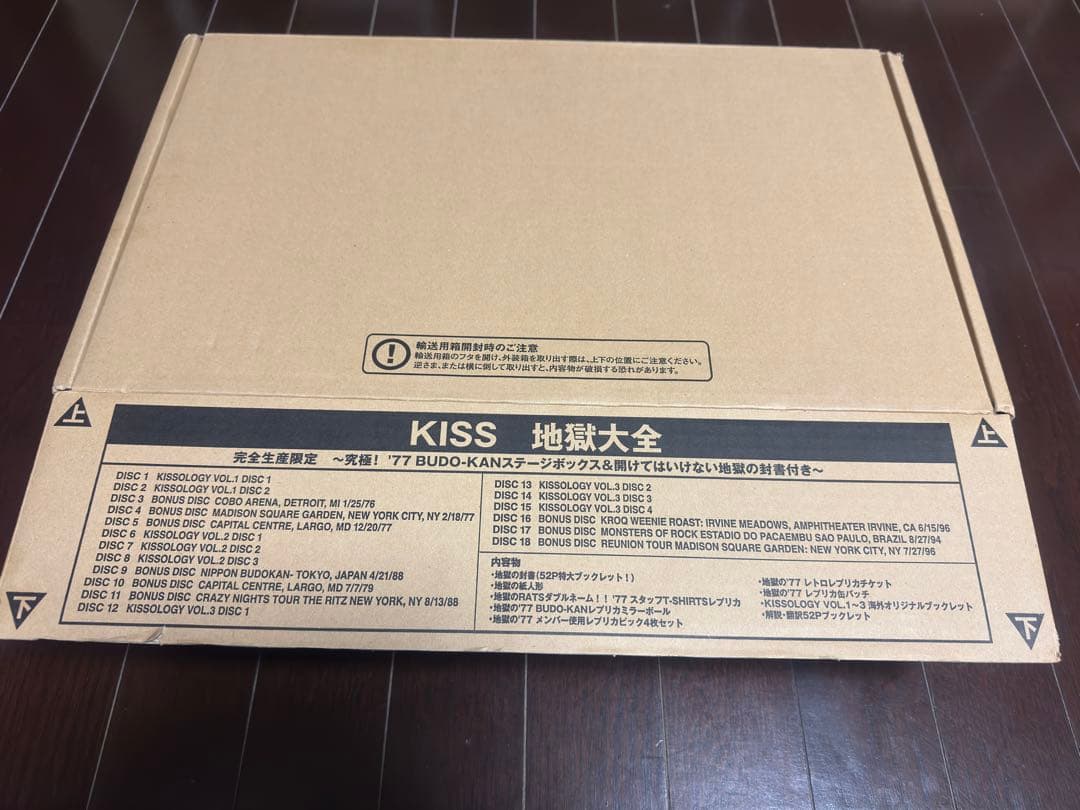 輸送用箱開封時のご注意
輸送用箱のフタを開け、外装箱を取り出す際は、上下の位置にご注意ください。
逆さま、または横に倒して取り出すと、内容物が破損する恐れがあります。
上
上
KISS 地獄大全
完全生産限定 ～究極! '77 BUDO-KANステージボックス&開けてはいけない地獄の封書付き～
DISC 1 KISSOLOGY VOL.1 DISC 1
DISC 2 KISSOLOGY VOL.1 DISC 2
DISC 3 BONUS DISC COBO ARENA, DETROIT, MI 1/25/76
DISC 4 BONUS DISC MADISON SQUARE GARDEN, NEW YORK CITY, NY 2/18/77
DISC 5 BONUS DISC CAPITAL CENTRE, LARGO, MD 12/20/77
DISC 6 KISSOLOGY VOL.2 DISC 1
DISC 7 KISSOLOGY VOL.2 DISC 2
DISC 8 KISSOLOGY VOL.2 DISC 3
DISC 9 BONUS DISC NIPPON BUDOKAN- TOKYO, JAPAN 4/21/88
DISC 10 BONUS DISC CAPITAL CENTRE, LARGO, MD 7/7/79
DISC 11 BONUS DISC CRAZY NIGHTS TOUR THE RITZ NEW YORK, NY 8/13/88
DISC 12 KISSOLOGY VOL.3 DISC 1
DISC 13 KISSOLOGY VOL.3 DISC 2
DISC 14 KISSOLOGY VOL.3 DISC 3
DISC 15 KISSOLOGY VOL.3 DISC 4
DISC 16 BONUS DISC KROQ WEENIE ROAST: IRVINE MEADOWS, AMPHITHEATER IRVINE, CA 6/15/96
DISC 17 BONUS DISC MONSTERS OF ROCK ESTADIO DO PACAEMBU SAO PAULO, BRAZIL 8/27/94
DISC 18 BONUS DISC REUNION TOUR MADISON SQUARE GARDEN: NEW YORK CITY, NY 7/27/96
内容物
・地獄の封書(52P特大ブックレット!)
・地獄の紙人形
・地獄のRATSダブルネーム!! '77 スタッフT-SHIRTSレプリカ
・地獄の'77 BUDO-KANレプリカミラーボール
・地獄の'77 メンバー使用レプリカピック4枚セット
・地獄の'77 レトロレプリカチケット
・地獄の'77 レプリカ缶バッチ
・KISSOLOGY VOL.1～3 海外オリジナルブックレット
・解説・翻訳52Pブックレット
下
下